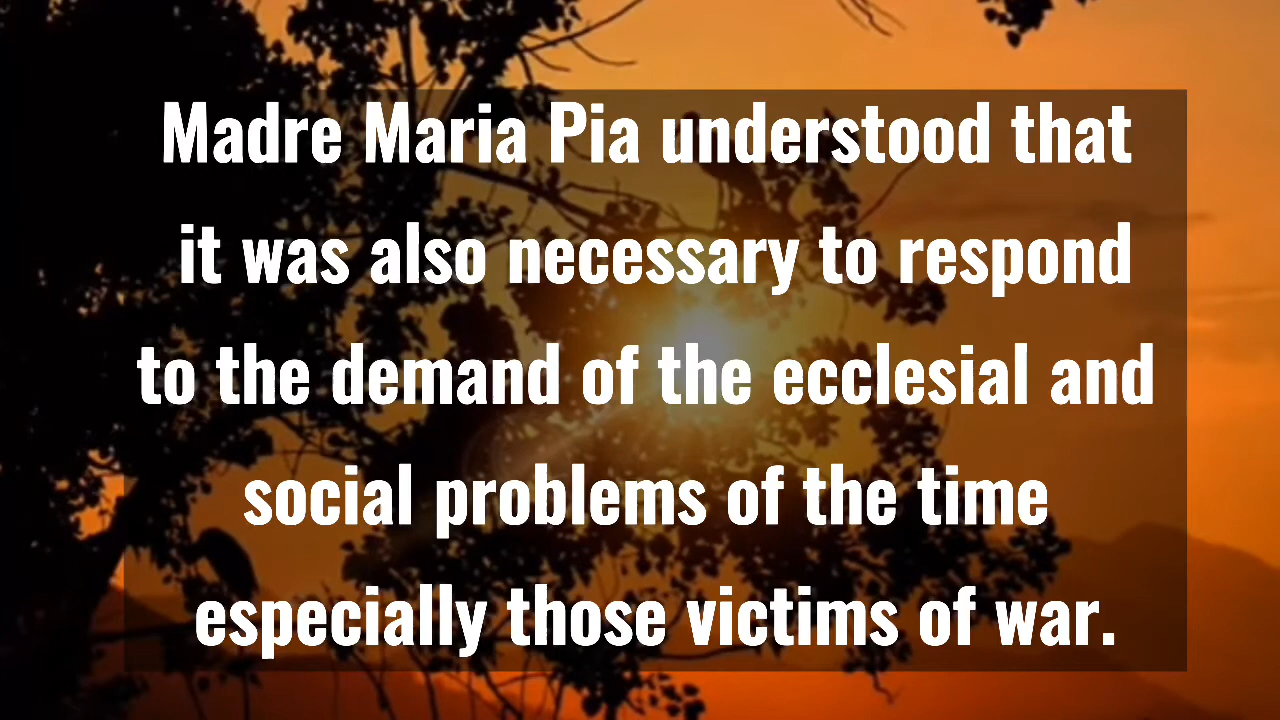 Madre Maria Pia understood that
it was also necessary to respond
to the demand of the ecclesial and
social problems of the time
especially those victims of war.